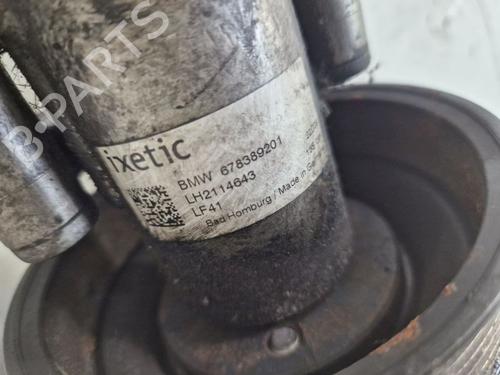 B-PARTS
ixetic
BMW 678389201
LH2114643
LF41
Bad Homburg / Made in